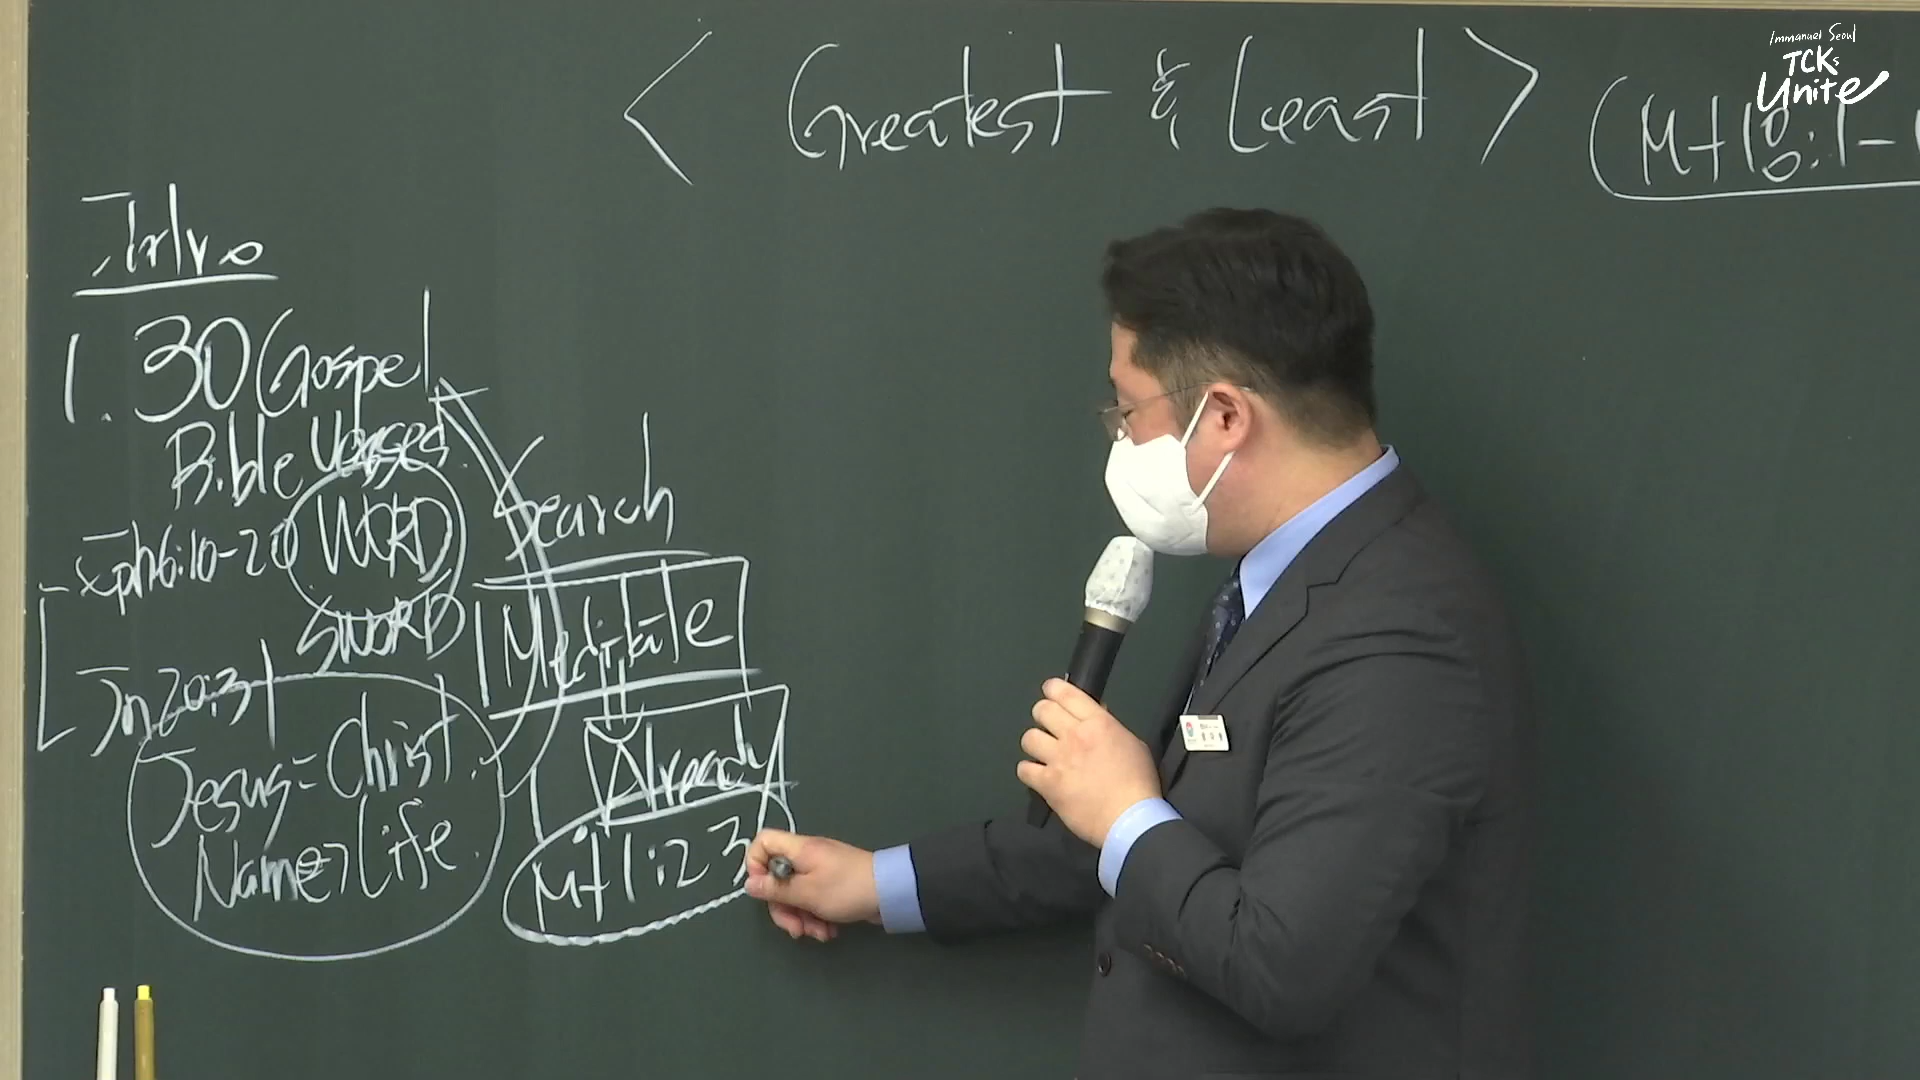 Immanuel Seoul
TCKs
Unite
< Greatest & Least >
(Mt 18:1-1
Intro
1. 30 Gospel
Bible Verses
Eph 6:10-20 WORD
SWORD
Jn 20:31
Jesus = Christ
Name → Life
Search
Meditate
Already
Mt 1:23